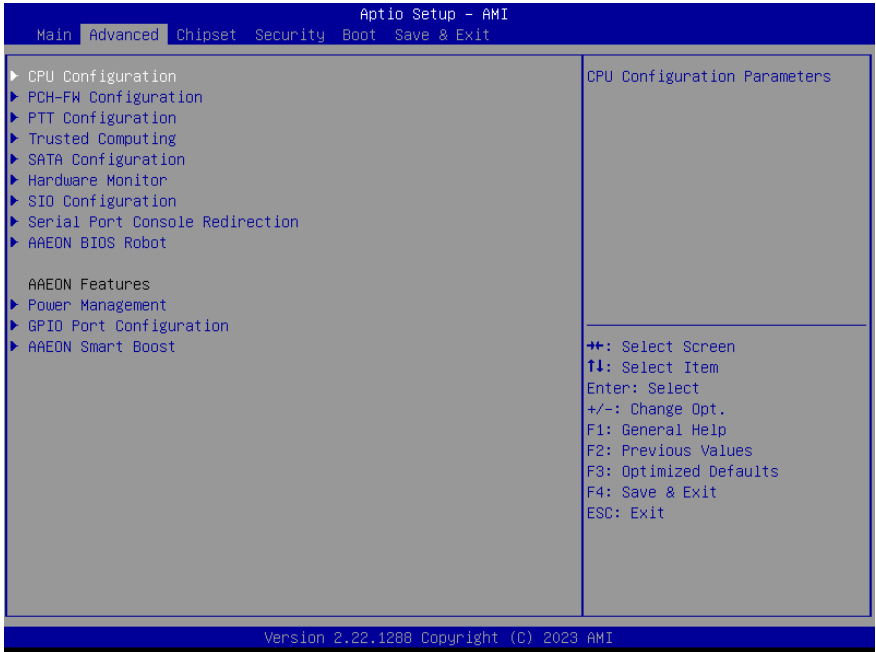 Aptio Setup - AMI
Main Advanced Chipset Security Boot Save & Exit
▶ CPU Configuration
▶ PCH-FW Configuration
▶ PTT Configuration
▶ Trusted Computing
▶ SATA Configuration
▶ Hardware Monitor
▶ SIO Configuration
▶ Serial Port Console Redirection
▶ AAEON BIOS Robot
AAEON Features
▶ Power Management
▶ GPIO Port Configuration
▶ AAEON Smart Boost
CPU Configuration Parameters
→←: Select Screen
↑↓: Select Item
Enter: Select
+/-: Change Opt.
F1: General Help
F2: Previous Values
F3: Optimized Defaults
F4: Save & Exit
ESC: Exit
Version 2.22.1288 Copyright (C) 2023 AMI